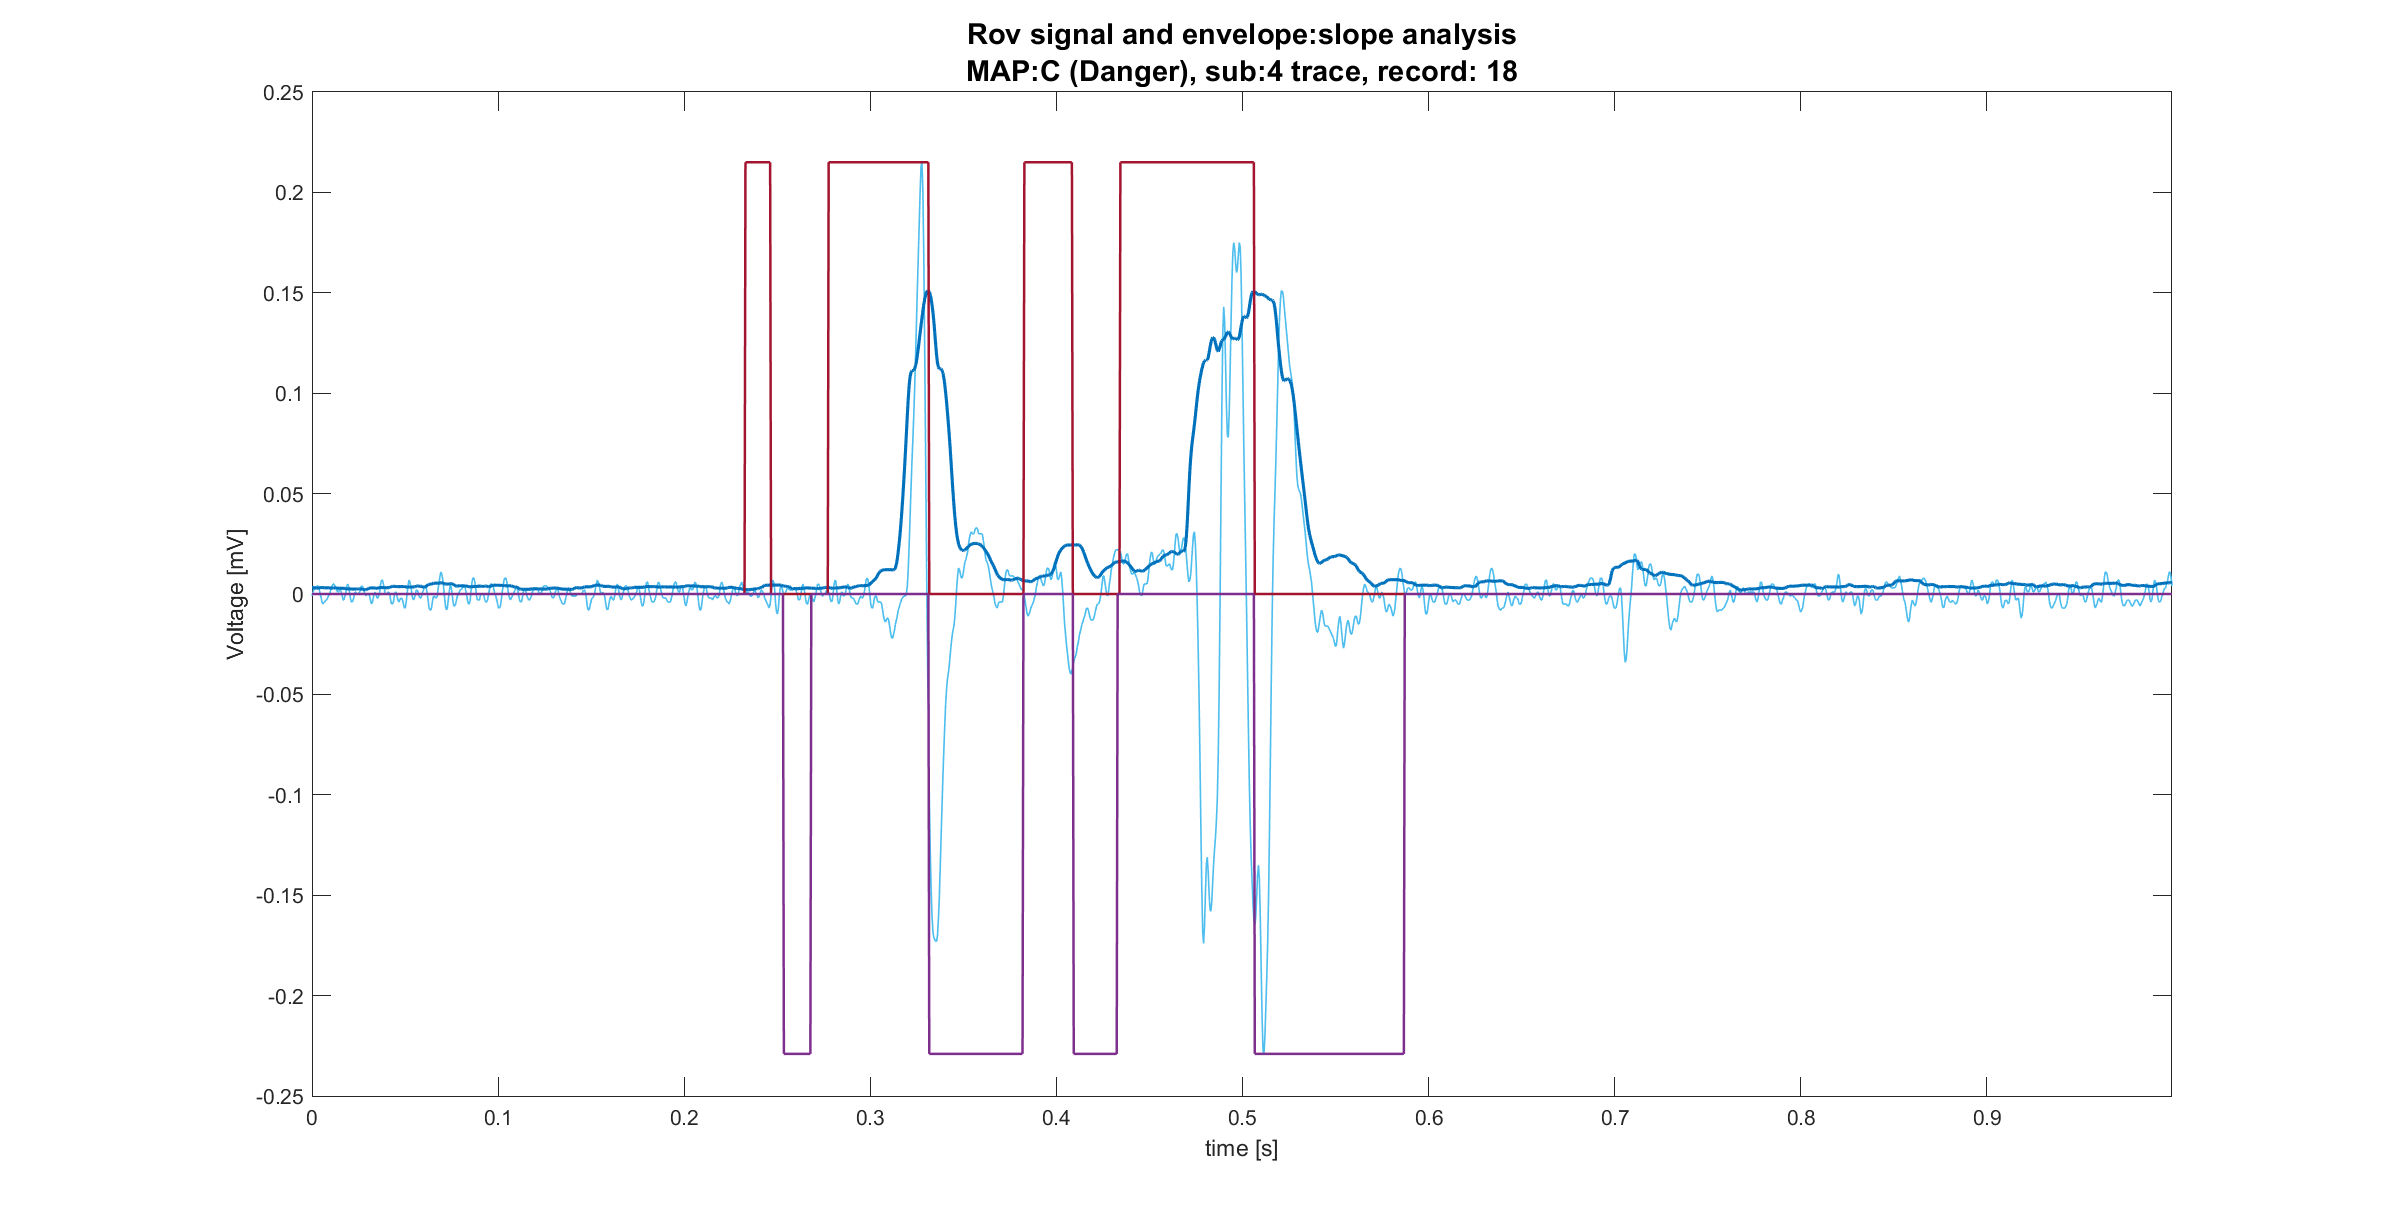 Rov signal and envelope:slope analysis
MAP:C (Danger), sub:4 trace, record: 18
0.25
0.2
0.15
0.1
0.05
0
-0.05
-0.1
-0.15
-0.2
-0.25
Voltage [mV]
0 0.1 0.2 0.3 0.4 0.5 0.6 0.7 0.8 0.9
time [s]